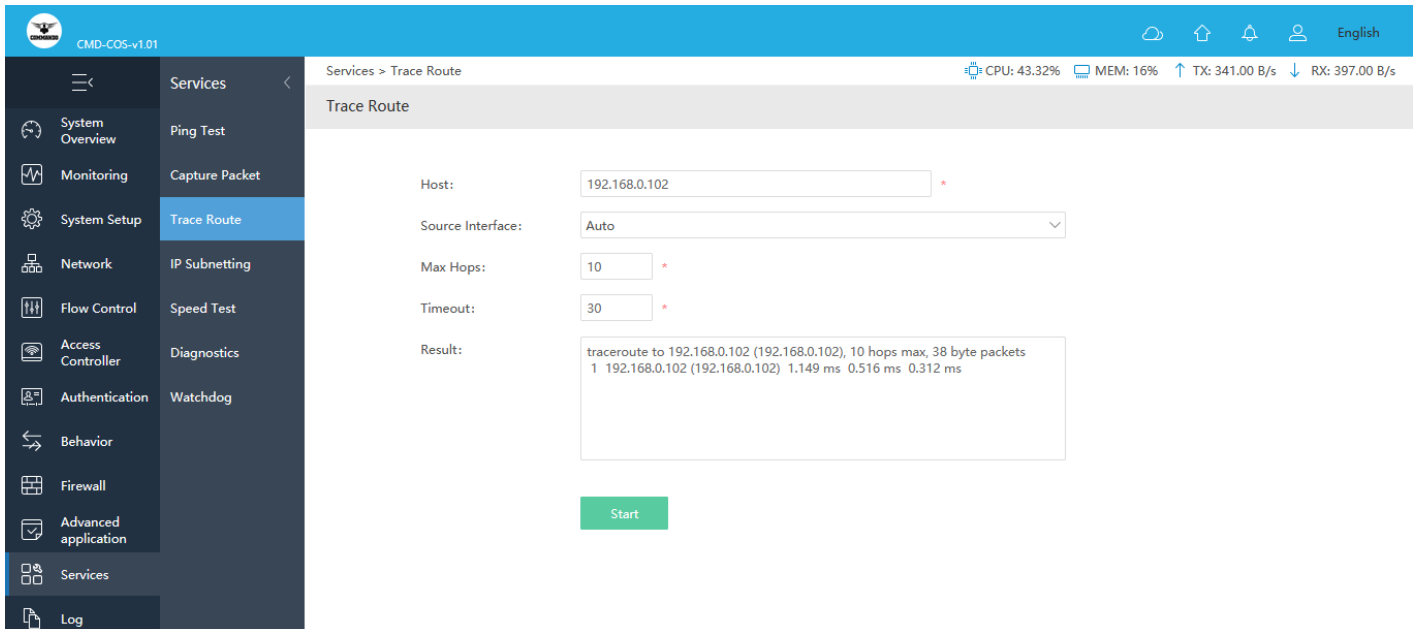 COMMANDO
CMD-COS-v1.01
English
Services
Services > Trace Route
CPU: 43.32%
MEM: 16%
TX: 341.00 B/s
RX: 397.00 B/s
Trace Route
System
Overview
Monitoring
System Setup
Network
Flow Control
Access
Controller
Authentication
Behavior
Firewall
Advanced
application
Services
Log
Ping Test
Capture Packet
Trace Route
IP Subnetting
Speed Test
Diagnostics
Watchdog
Host: 192.168.0.102 *
Source Interface: Auto
Max Hops: 10 *
Timeout: 30 *
Result:
traceroute to 192.168.0.102 (192.168.0.102), 10 hops max, 38 byte packets
1 192.168.0.102 (192.168.0.102) 1.149 ms 0.516 ms 0.312 ms
Start